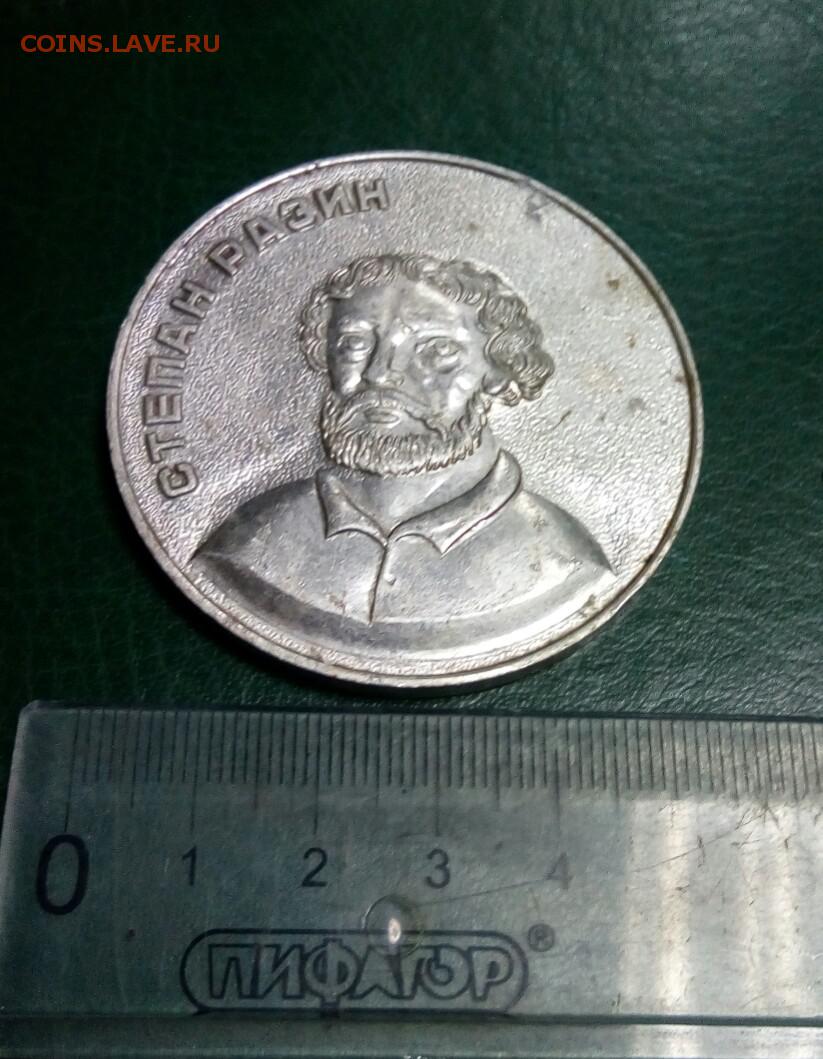 COINS.LAVE.RU
СТЕПАН РАЗИН
0 1 2 3 4
ПИФАГОР®